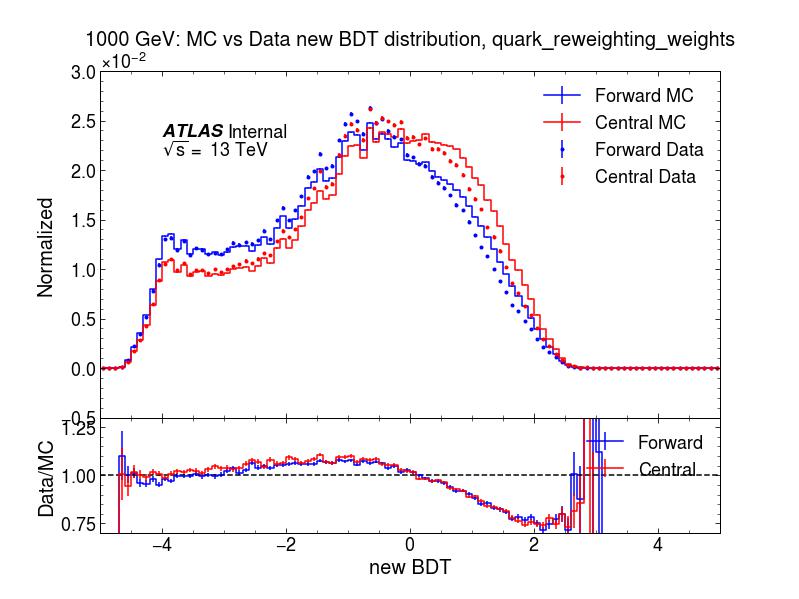 1000 GeV: MC vs Data new BDT distribution, quark_reweighting_weights
×10⁻²
3.0
2.5
2.0
1.5
1.0
0.5
0.0
Normalized
ATLAS Internal
√s = 13 TeV
Forward MC
Central MC
Forward Data
Central Data
−0.5
1.25
1.00
0.75
Data/MC
Forward
Central
−4 −2 0 2 4
new BDT